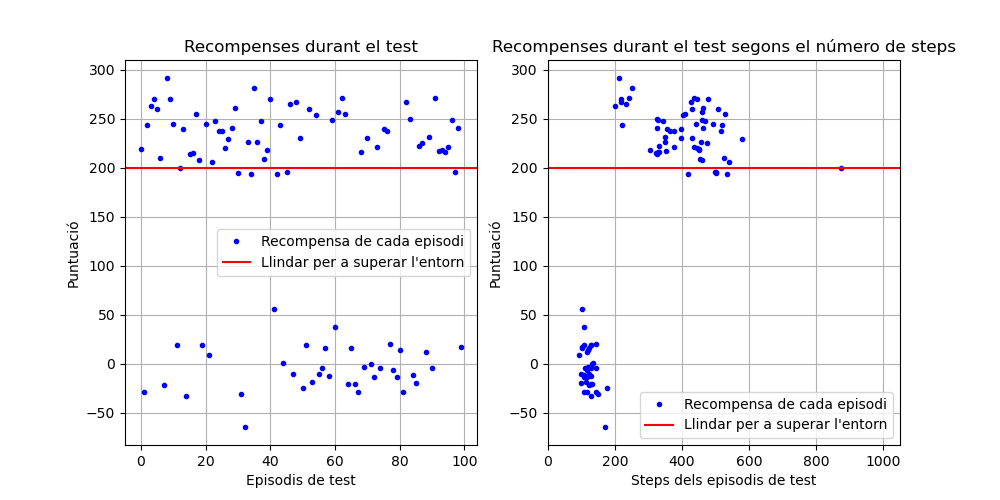 Recompenses durant el test
300
250
200
150
100
50
0
−50
Puntuació
Recompensa de cada episodi
Llindar per a superar l'entorn
0 20 40 60 80 100
Episodis de test
Recompenses durant el test segons el número de steps
300
250
200
150
100
50
0
−50
Puntuació
Recompensa de cada episodi
Llindar per a superar l'entorn
0 200 400 600 800 1000
Steps dels episodis de test